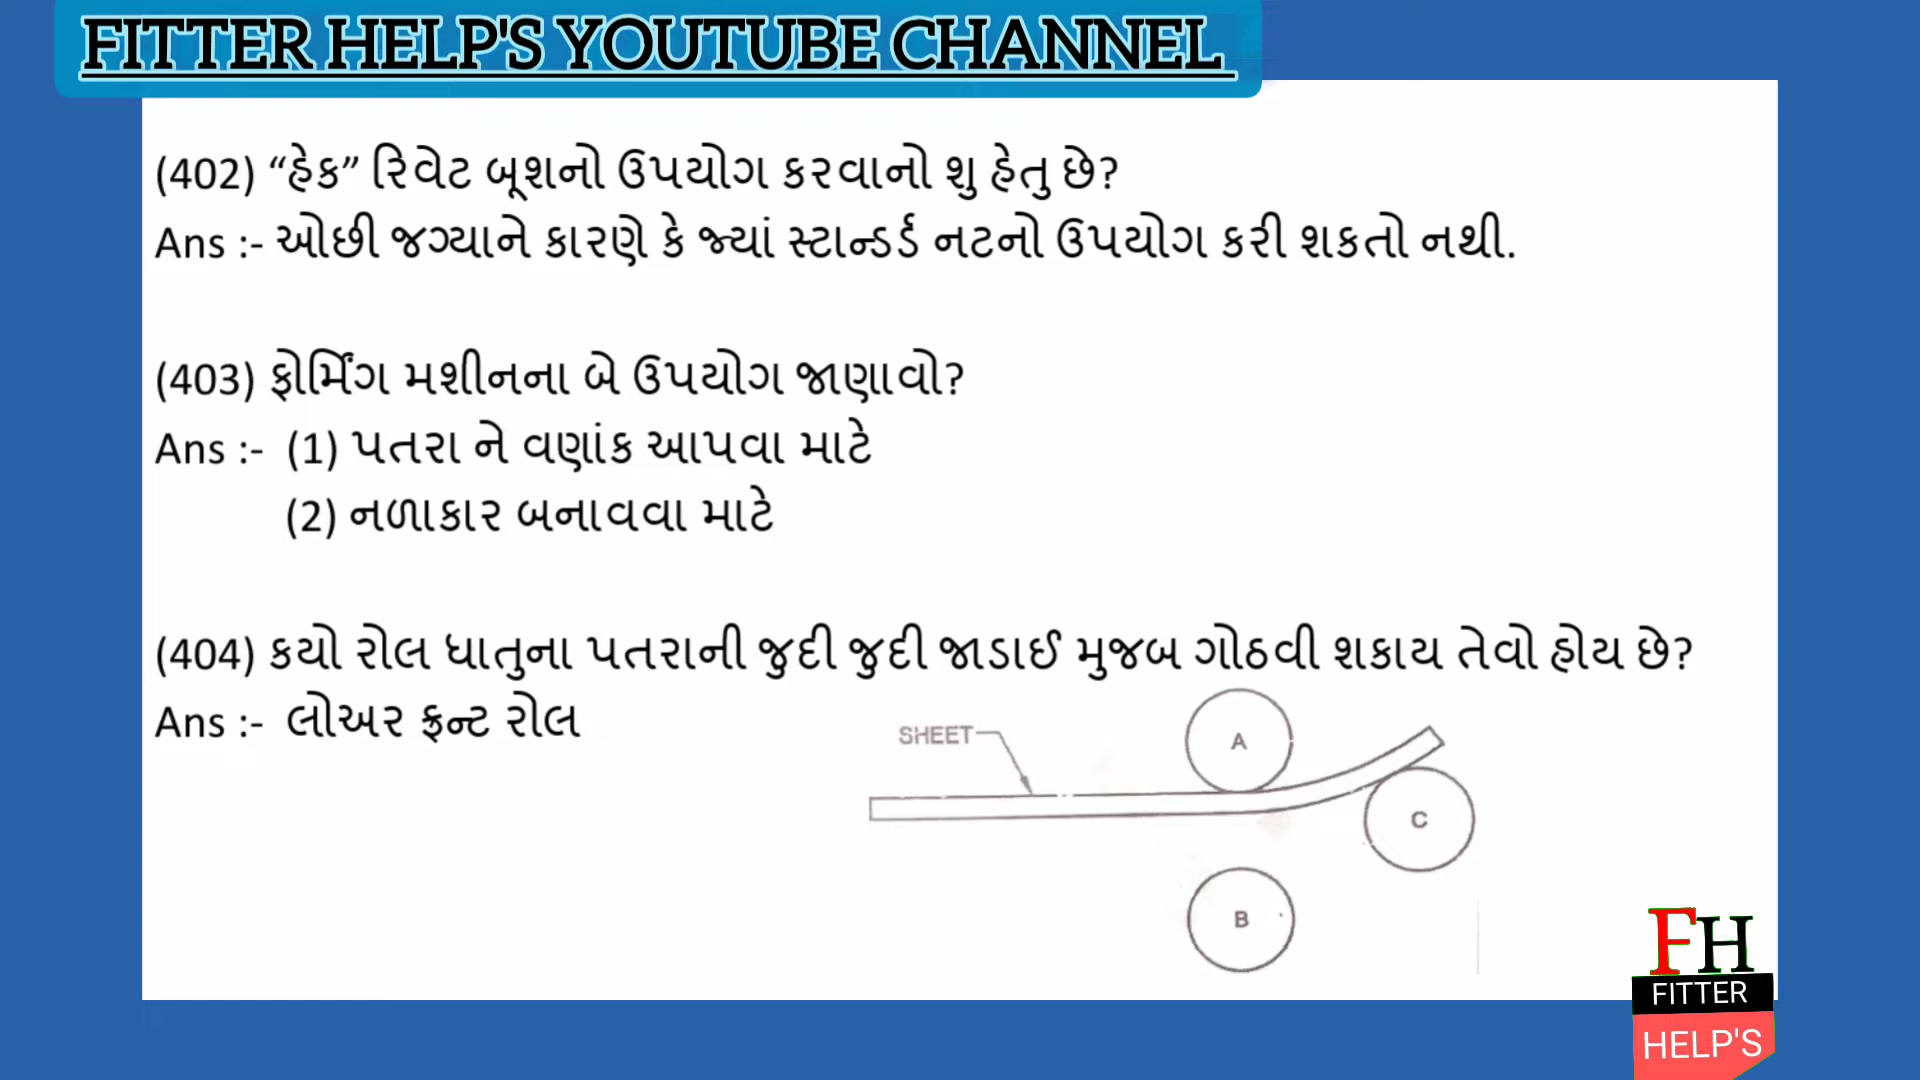 FITTER HELP'S YOUTUBE CHANNEL
(402) “હેક” રિવેટ બૂશનો ઉપયોગ કરવાનો શુ હેતુ છે?
Ans :- ઓછી જગ્યાને કારણે કે જ્યાં સ્ટાન્ડર્ડ નટનો ઉપયોગ કરી શકતો નથી.
(403) ફોર્મિંગ મશીનના બે ઉપયોગ જાણાવો?
Ans :- (1) પતરા ને વણાંક આપવા માટે
(2) નળાકાર બનાવવા માટે
(404) કયો રોલ ધાતુના પતરાની જુદી જુદી જાડાઈ મુજબ ગોઠવી શકાય તેવો હોય છે?
Ans :- લોઅર ફ્રન્ટ રોલ
SHEET
A
C
B
FH
FITTER
HELP'S